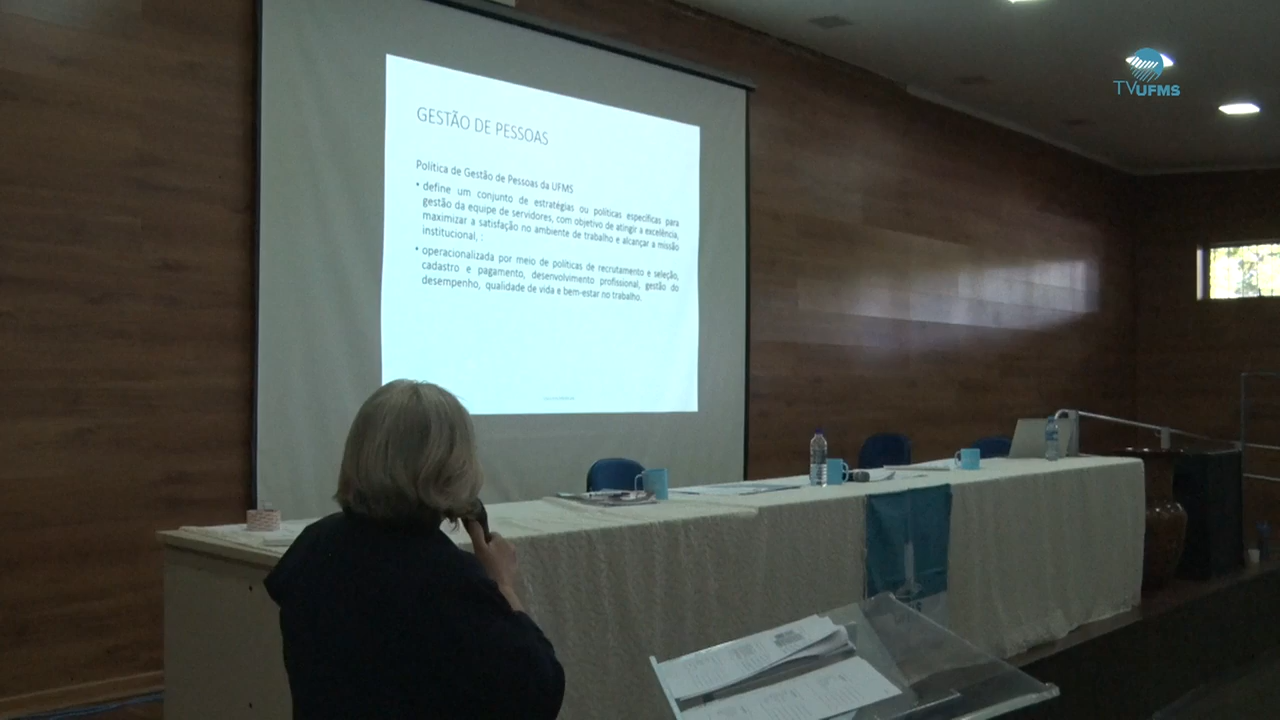 TV UFMS
GESTÃO DE PESSOAS
Política de Gestão de Pessoas da UFMS
• define um conjunto de estratégias ou políticas específicas para
gestão da equipe de servidores, com objetivo de atingir a excelência,
maximizar a satisfação no ambiente de trabalho e alcançar a missão
institucional, :
• operacionalizada por meio de políticas de recrutamento e seleção,
cadastro e pagamento, desenvolvimento profissional, gestão do
desempenho, qualidade de vida e bem-estar no trabalho.